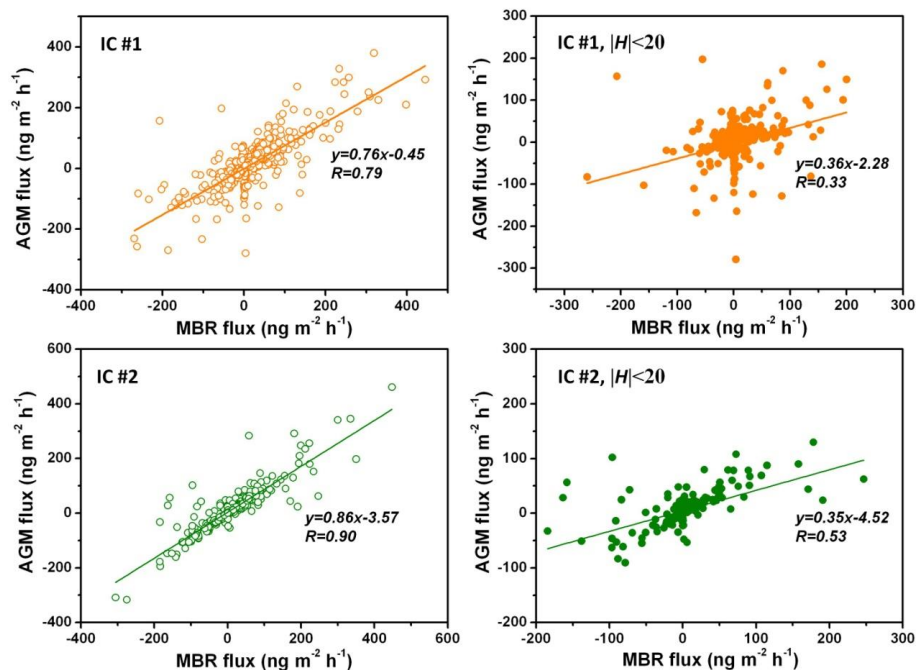 IC #1
400
200
0
-200
-400
-400 -200 0 200 400
AGM flux (ng m⁻² h⁻¹)
MBR flux (ng m⁻² h⁻¹)
y=0.76x-0.45
R=0.79
IC #1, |H|<20
300
200
100
0
-100
-200
-300
-300 -200 -100 0 100 200 300
AGM flux (ng m⁻² h⁻¹)
MBR flux (ng m⁻² h⁻¹)
y=0.36x-2.28
R=0.33
IC #2
600
400
200
0
-200
-400
-400 -200 0 200 400 600
AGM flux (ng m⁻² h⁻¹)
MBR flux (ng m⁻² h⁻¹)
y=0.86x-3.57
R=0.90
IC #2, |H|<20
300
200
100
0
-100
-200
-200 -100 0 100 200 300
AGM flux (ng m⁻² h⁻¹)
MBR flux (ng m⁻² h⁻¹)
y=0.35x-4.52
R=0.53